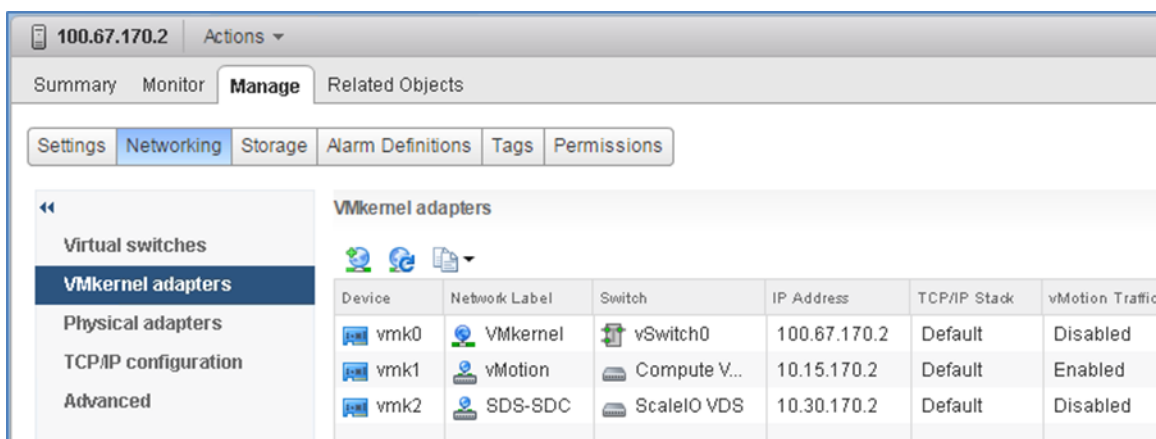 100.67.170.2 Actions
Summary Monitor Manage Related Objects
Settings Networking Storage Alarm Definitions Tags Permissions
VMkernel adapters
Virtual switches
VMkernel adapters
Physical adapters
TCP/IP configuration
Advanced
Device Network Label Switch IP Address TCP/IP Stack vMotion Traffic
vmk0 VMkernel vSwitch0 100.67.170.2 Default Disabled
vmk1 vMotion Compute V... 10.15.170.2 Default Enabled
vmk2 SDS-SDC ScaleIO VDS 10.30.170.2 Default Disabled